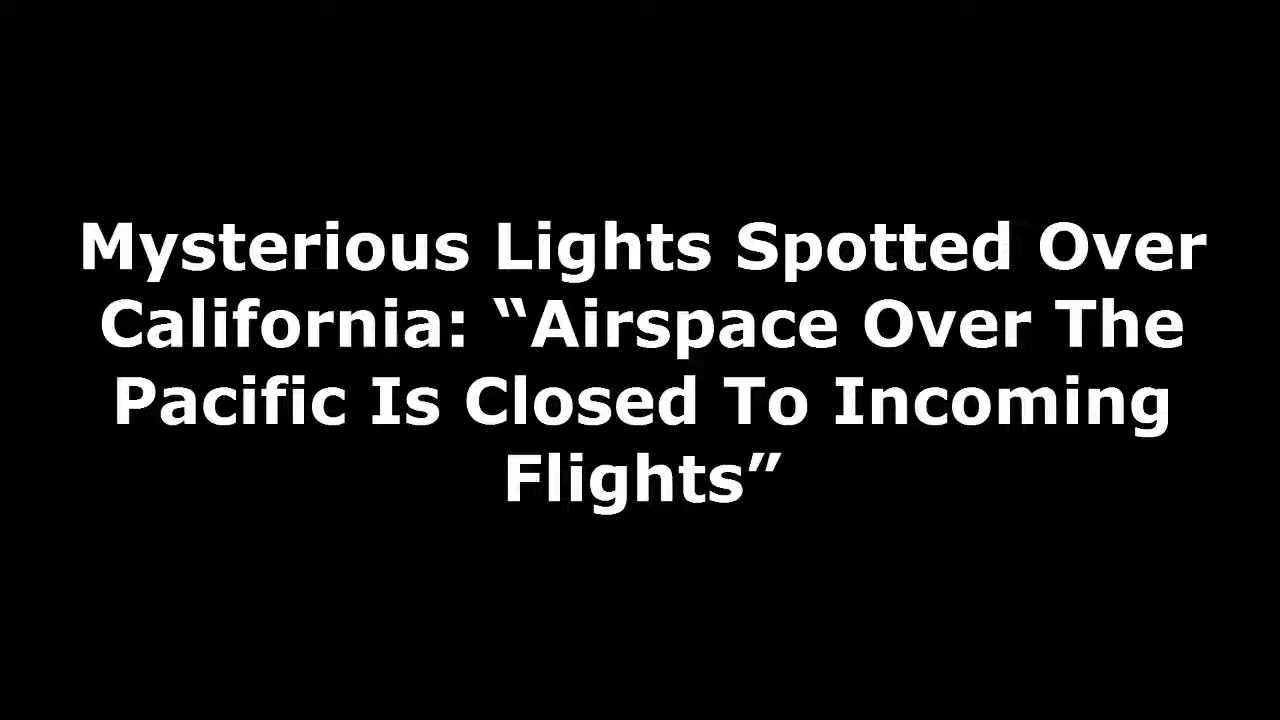 Mysterious Lights Spotted Over
California: “Airspace Over The
Pacific Is Closed To Incoming
Flights”